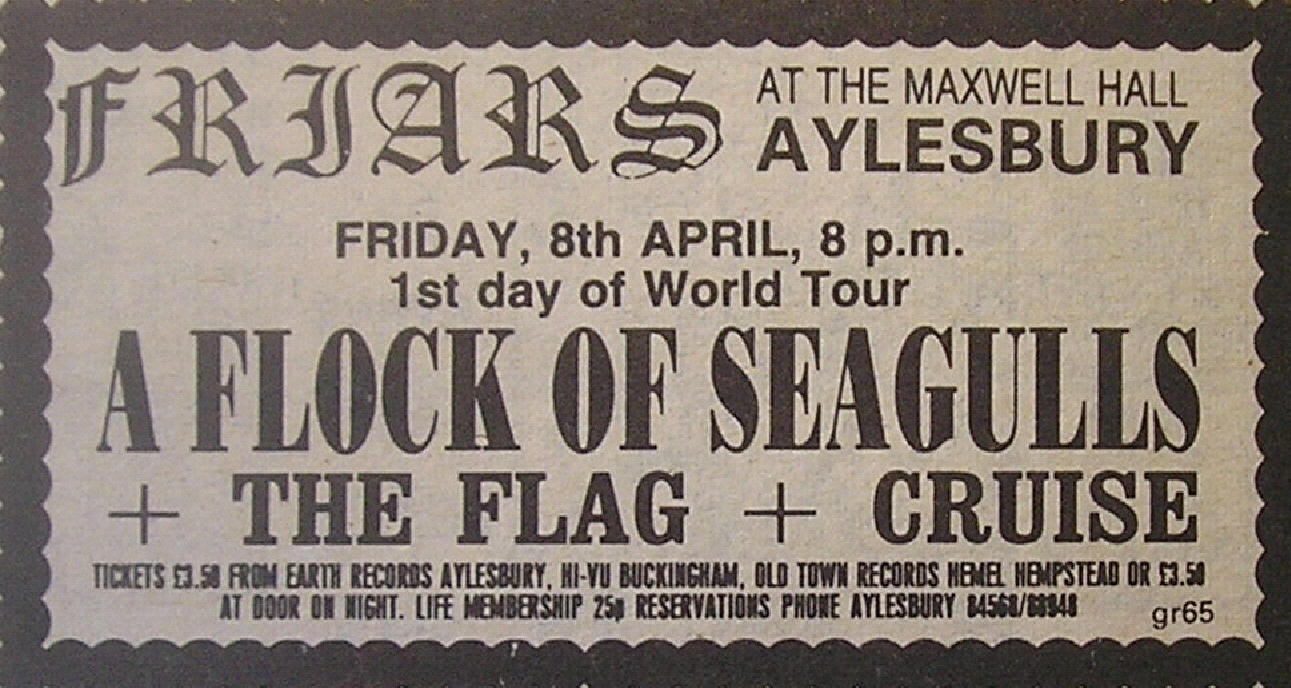 FRIARS AT THE MAXWELL HALL
AYLESBURY
FRIDAY, 8th APRIL, 8 p.m.
1st day of World Tour
A FLOCK OF SEAGULLS
+ THE FLAG + CRUISE
TICKETS £3.50 FROM EARTH RECORDS AYLESBURY, HI-VU BUCKINGHAM, OLD TOWN RECORDS HEMEL HEMPSTEAD OR £3.50
AT DOOR ON NIGHT. LIFE MEMBERSHIP 25p RESERVATIONS PHONE AYLESBURY
gr65